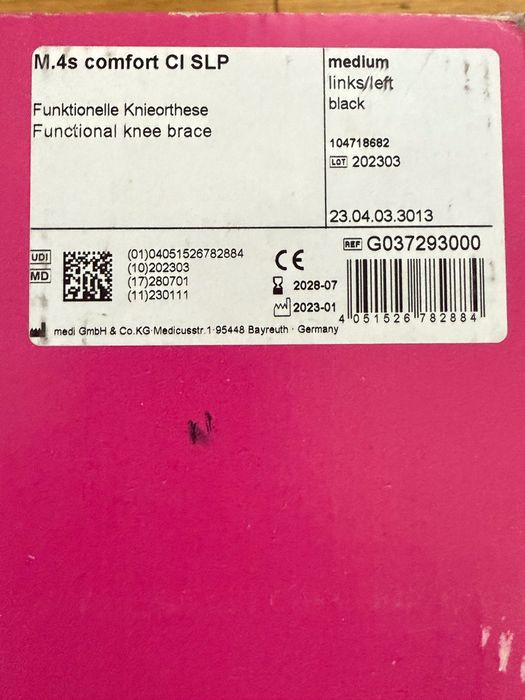 M.4s comfort CI SLP
Funktionelle Knieorthese
Functional knee brace
medium
links/left
black
104718682
LOT 202303
23.04.03.3013
UDI
MD
(01)04051526782884
(10)202303
(17)280701
(11)230111
CE
2028-07
2023-01
REF G037293000
4 051526 782884
medi GmbH & Co.KG·Medicusstr.1·95448 Bayreuth · Germany